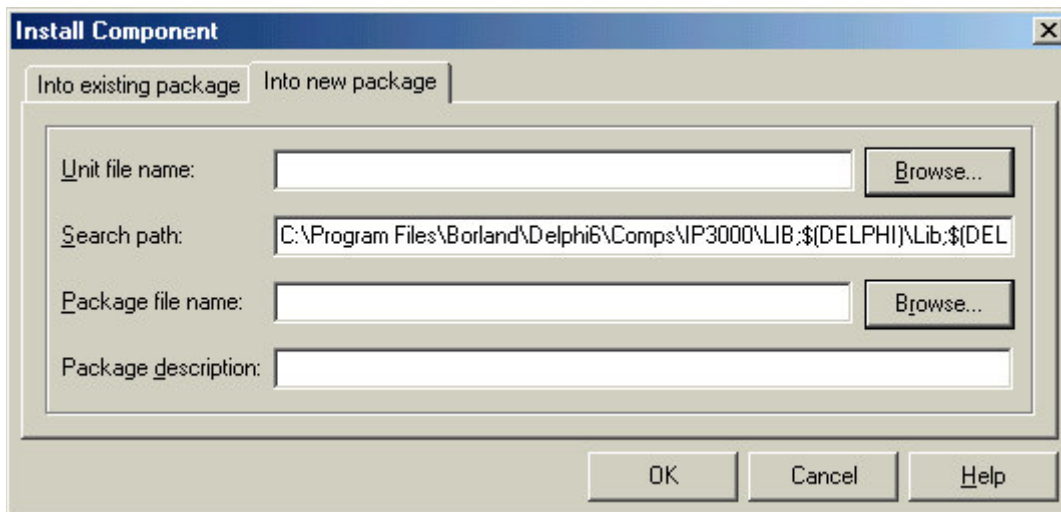 Install Component
Into existing package Into new package
Unit file name: Browse...
Search path: C:\Program Files\Borland\Delphi6\Comps\IP3000\LIB;$(DELPHI)\Lib;$(DEL
Package file name: Browse...
Package description:
OK Cancel Help